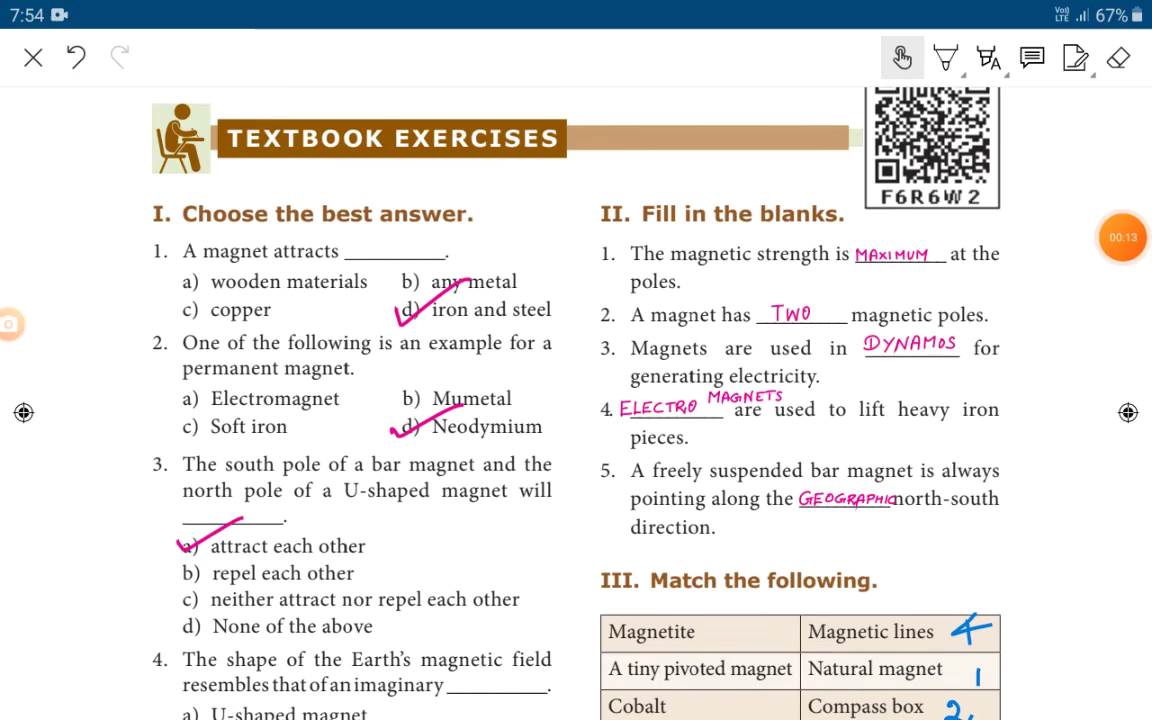 7:54
Vo) LTE 67%
TEXTBOOK EXERCISES
F6R6W2
00:13
I. Choose the best answer.
1. A magnet attracts __________.
a) wooden materials b) any metal
c) copper d) iron and steel
2. One of the following is an example for a
permanent magnet.
a) Electromagnet b) Mumetal
c) Soft iron d) Neodymium
3. The south pole of a bar magnet and the
north pole of a U-shaped magnet will
__________.
a) attract each other
b) repel each other
c) neither attract nor repel each other
d) None of the above
4. The shape of the Earth's magnetic field
resembles that of an imaginary __________.
a) U-shaped magnet
II. Fill in the blanks.
1. The magnetic strength is MAXIMUM at the
poles.
2. A magnet has TWO magnetic poles.
3. Magnets are used in DYNAMOS for
generating electricity.
4. ELECTRO MAGNETS are used to lift heavy iron
pieces.
5. A freely suspended bar magnet is always
pointing along the GEOGRAPHIC north-south
direction.
III. Match the following.
Magnetite Magnetic lines 4
A tiny pivoted magnet Natural magnet 1
Cobalt Compass box 2